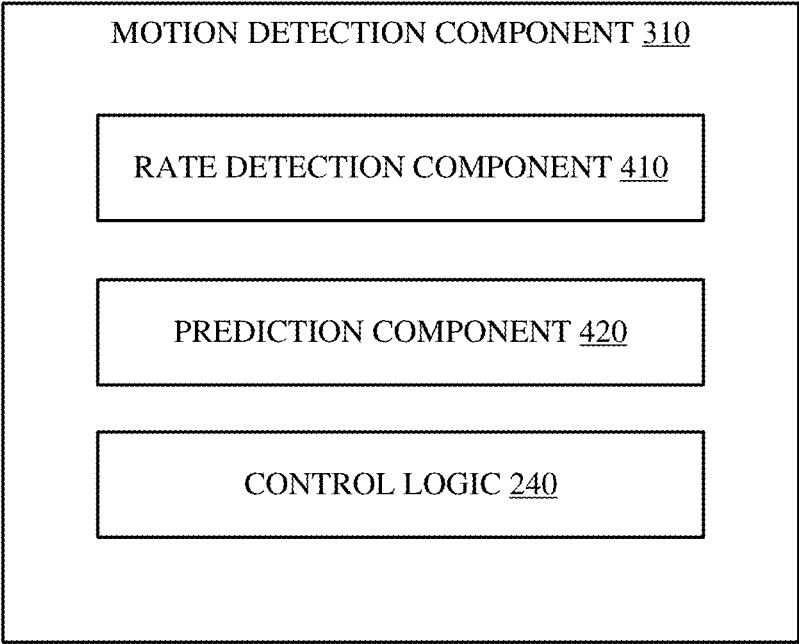 MOTION DETECTION COMPONENT 310
RATE DETECTION COMPONENT 410
PREDICTION COMPONENT 420
CONTROL LOGIC 240